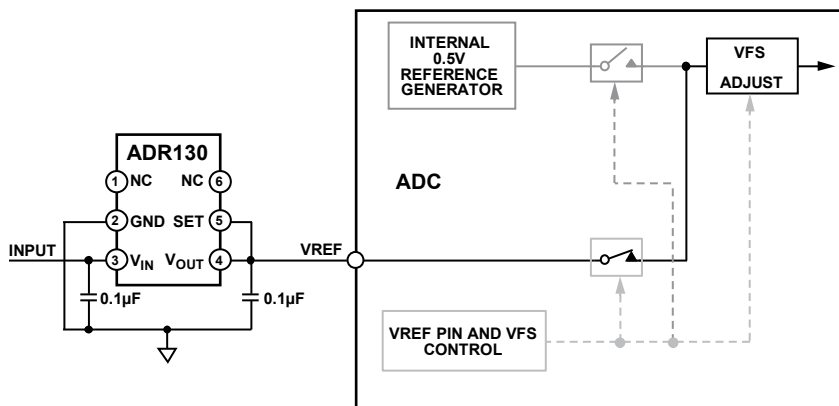 INTERNAL
0.5V
REFERENCE
GENERATOR
VFS
ADJUST
ADR130
1 NC
NC 6
ADC
2 GND
SET 5
INPUT
3 VIN
VOUT 4
VREF
0.1µF
0.1µF
VREF PIN AND VFS
CONTROL